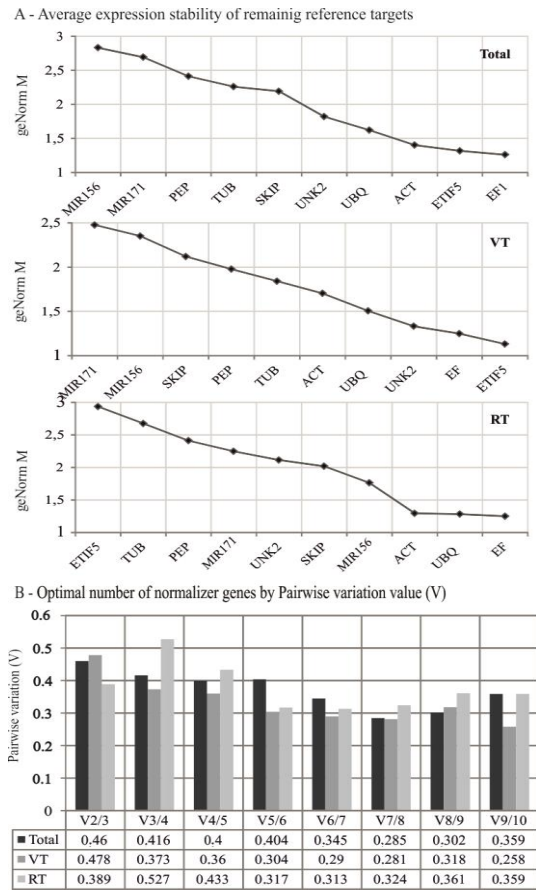 A - Average expression stability of remainig reference targets
3
2,5
2
1,5
1
geNorm M
Total
MIR156 MIR171 PEP TUB SKIP UNK2 UBQ ACT ETIF5 EF1
2,5
2
1,5
1
geNorm M
VT
MIR171 MIR156 SKIP PEP TUB ACT UBQ UNK2 EF ETIF5
3
2,5
2
1,5
1
geNorm M
RT
ETIF5 TUB PEP MIR171 UNK2 SKIP MIR156 ACT UBQ EF
B - Optimal number of normalizer genes by Pairwise variation value (V)
0.6
0.5
0.4
0.3
0.2
0.1
0
Pairwise variation (V)
V2/3 V3/4 V4/5 V5/6 V6/7 V7/8 V8/9 V9/10
Total 0.46 0.416 0.4 0.404 0.345 0.285 0.302 0.359
VT 0.478 0.373 0.36 0.304 0.29 0.281 0.318 0.258
RT 0.389 0.527 0.433 0.317 0.313 0.324 0.361 0.359